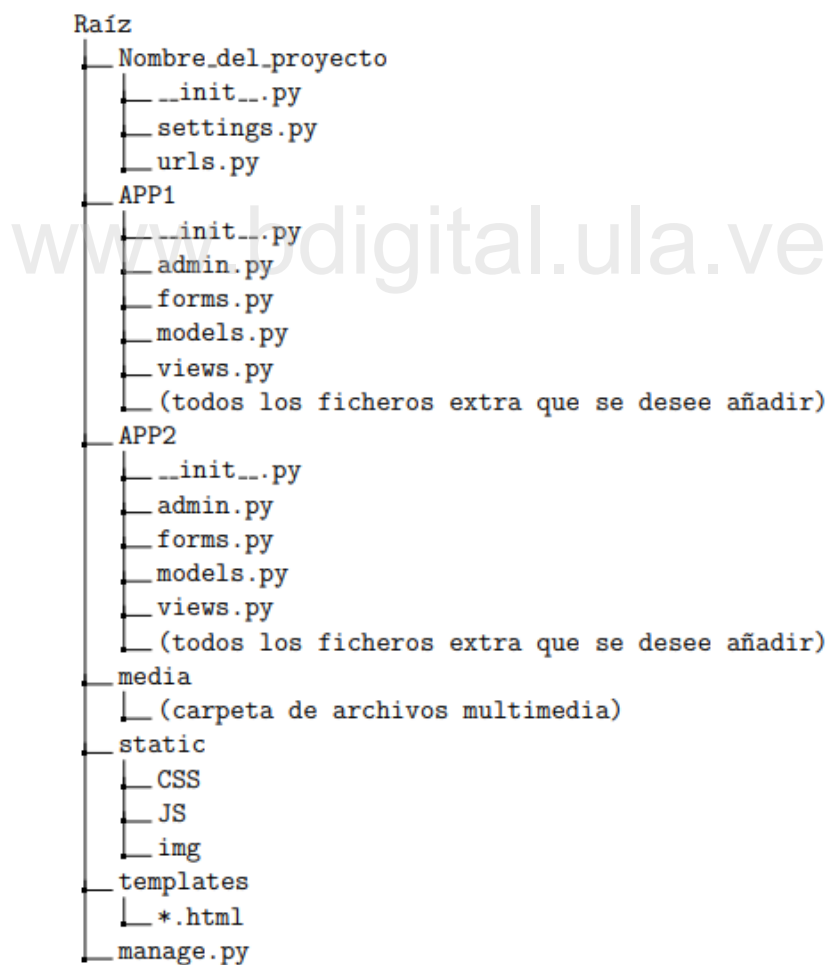 Raíz
Nombre_del_proyecto
__init__.py
settings.py
urls.py
APP1
__init__.py
www.bdigital.ula.ve
admin.py
forms.py
models.py
views.py
(todos los ficheros extra que se desee añadir)
APP2
__init__.py
admin.py
forms.py
models.py
views.py
(todos los ficheros extra que se desee añadir)
media
(carpeta de archivos multimedia)
static
CSS
JS
img
templates
*.html
manage.py